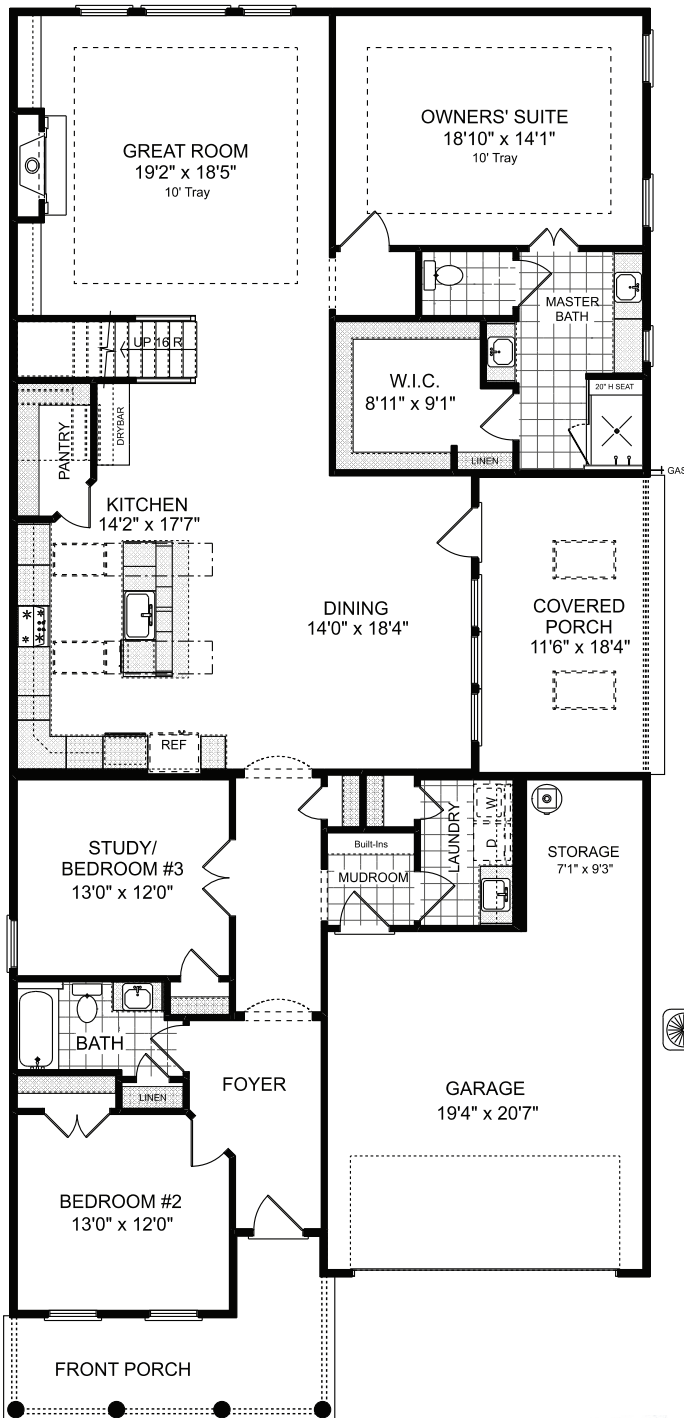 GREAT ROOM
19'2" x 18'5"
10' Tray
OWNERS' SUITE
18'10" x 14'1"
10' Tray
MASTER
BATH
UP 16 R
W.I.C.
8'11" x 9'1"
20" H SEAT
LINEN
GAS
DRYBAR
PANTRY
KITCHEN
14'2" x 17'7"
DINING
14'0" x 18'4"
COVERED
PORCH
11'6" x 18'4"
REF
STUDY/
BEDROOM #3
13'0" x 12'0"
Built-Ins
MUDROOM
LAUNDRY
W
D
STORAGE
7'1" x 9'3"
BATH
LINEN
FOYER
GARAGE
19'4" x 20'7"
BEDROOM #2
13'0" x 12'0"
FRONT PORCH